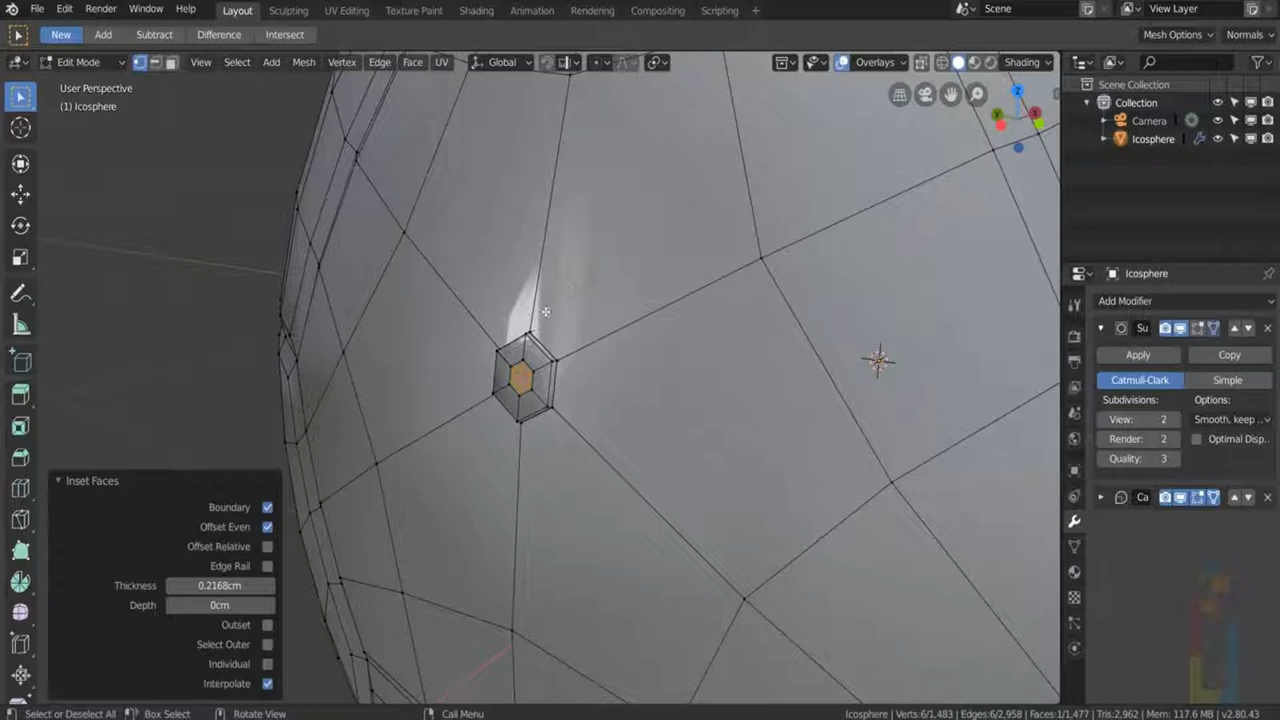 File Edit Render Window Help Layout Sculpting UV Editing Texture Paint Shading Animation Rendering Compositing Scripting + Scene View Layer
New Add Subtract Difference Intersect Mesh Options Normals
Edit Mode View Select Add Mesh Vertex Edge Face UV Global Overlays Shading
User Perspective
(1) Icosphere
Scene Collection
Collection
Camera
Icosphere
Z
Y
X
Icosphere
Add Modifier
Su
Apply Copy
Catmull-Clark Simple
Subdivisions: Options:
View: 2 Smooth, keep ..
Render: 2 Optimal Disp..
Quality: 3
Ca
Inset Faces
Boundary
Offset Even
Offset Relative
Edge Rail
Thickness 0.2168cm
Depth 0cm
Outset
Select Outer
Individual
Interpolate
Select or Deselect All Box Select Rotate View Call Menu Icosphere | Verts:6/1,483 | Edges:6/2,958 | Faces:1/1,477 | Tris:2,962 | Mem: 117.6 MB | v2.80.43